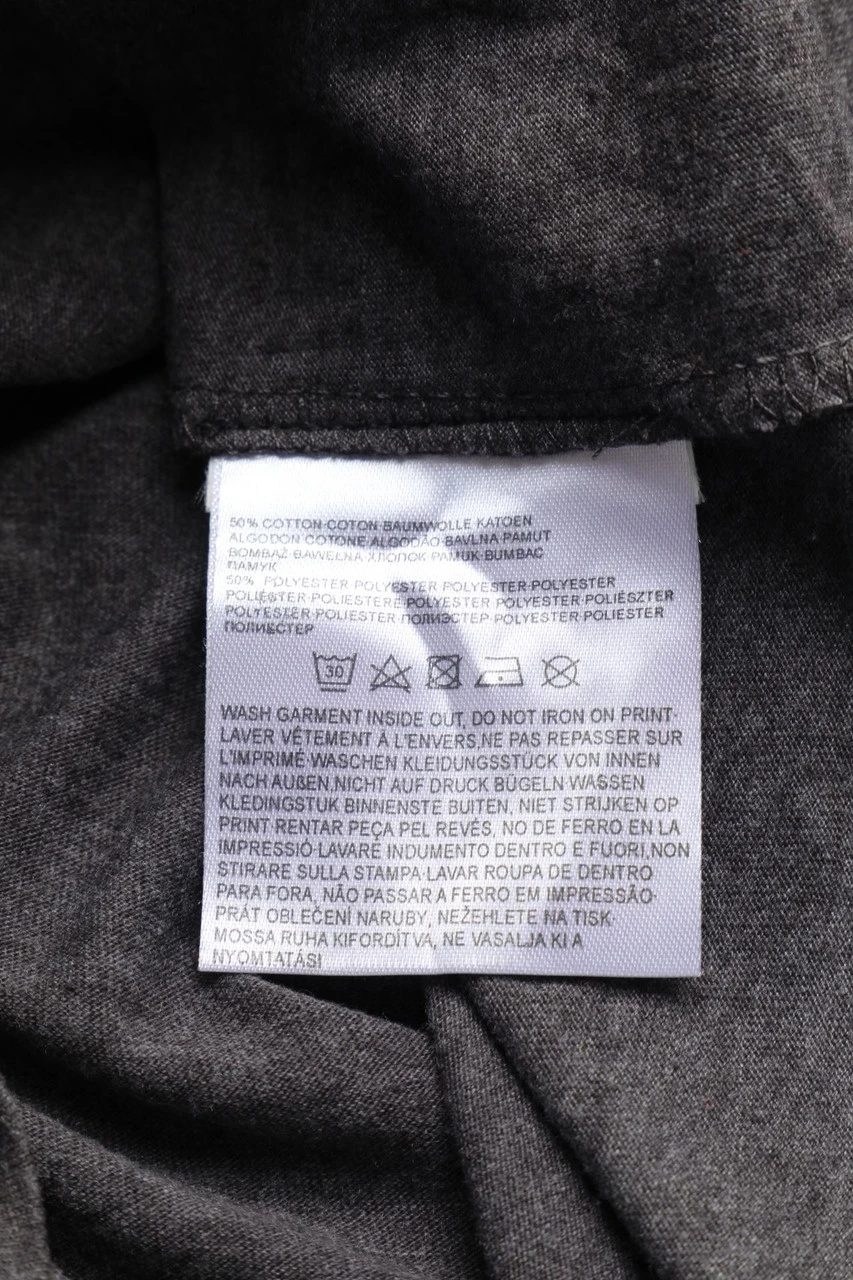 50% COTTON·COTON·BAUMWOLLE·KATOEN
ALGODON·COTONE·ALGODÃO·BAVLNA·PAMUT
ΒΟΜΒΑΖ·BAWEŁNA·ХЛОПОК·PAMUK·BUMBAC
ПАМУК
50% POLYESTER·POLYESTER·POLYESTER·POLYESTER
POLIÉSTER·POLIESTERE·POLYESTER·POLYESTER·POLIÉSZTER
POLYESTER·POLIESTER·ПОЛИЭСТЕР·POLYESTER·POLIESTER
ПОЛИЕСТЕР
30
WASH GARMENT INSIDE OUT, DO NOT IRON ON PRINT·
LAVER VÊTEMENT À L'ENVERS,NE PAS REPASSER SUR
L'IMPRIMÉ·WASCHEN KLEIDUNGSSTÜCK VON INNEN
NACH AUßEN,NICHT AUF DRUCK BÜGELN·WASSEN
KLEDINGSTUK BINNENSTE BUITEN, NIET STRIJKEN OP
PRINT·RENTAR PEÇA PEL REVÉS, NO DE FERRO EN LA
IMPRESSIÓ·LAVARE INDUMENTO DENTRO E FUORI,NON
STIRARE SULLA STAMPA·LAVAR ROUPA DE DENTRO
PARA FORA, NÃO PASSAR A FERRO EM IMPRESSÃO·
PRÁT OBLEČENÍ NARUBY, NEŽEHLETE NA TISK·
MOSSA RUHA KIFORDÍTVA, NE VASALJA KI A
NYOMTATÁSI